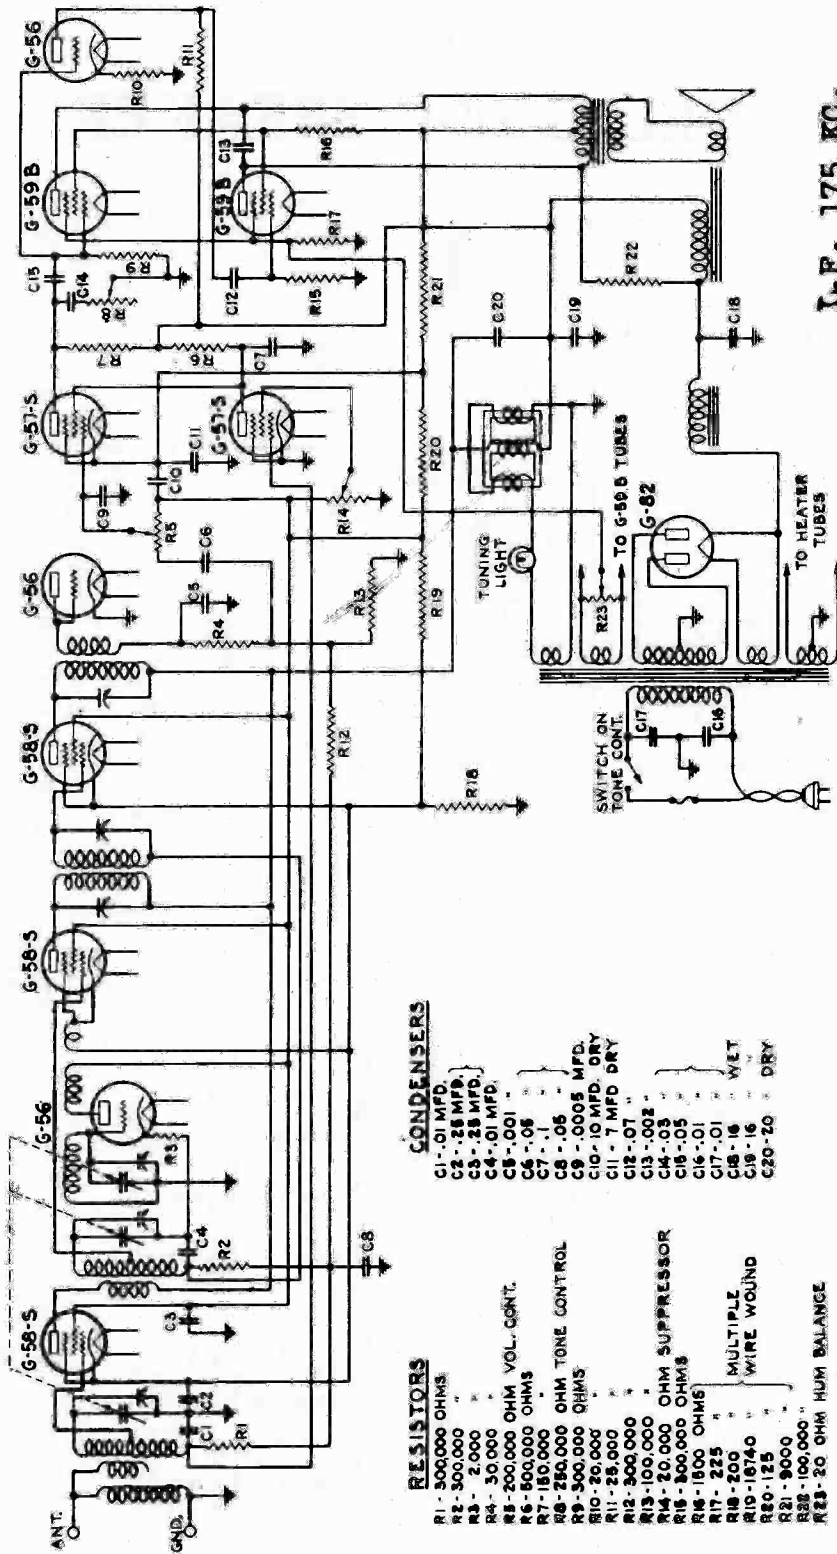 ANT.
GND.
G-58-S
G-56
G-58-S
G-58-S
G-56
G-57-S
G-57-S
G-59B
G-59B
G-56
C1
C2
R1
C3
C4
R2
R3
C8
R12
R18
C5
R4
C6
R13
R5
C9
C10
C11
R14
R19
R20
R21
R7
R6
C7
C15
C14
R8
R9
C12
R15
R17
C13
R16
R10
R11
C20
C19
R22
C18
TUNING
LIGHT
TO G-59.B TUBES
R23
G-82
TO HEATER
TUBES
SWITCH ON
TONE CONT.
C17
C16
I.F. 175 KC.
RESISTORS
R1 - 300,000 OHMS
R2 - 300,000 "
R3 - 2,000 "
R4 - 30,000 "
R5 - 200,000 OHM VOL. CONT.
R6 - 500,000 OHMS
R7 - 150,000 "
R8 - 250,000 OHM TONE CONTROL
R9 - 300,000 OHMS
R10 - 20,000 "
R11 - 25,000 "
R12 - 300,000 "
R13 - 100,000 "
R14 - 20,000 OHM SUPPRESSOR
R15 - 300,000 OHMS
R16 - 1500 OHMS
R17 - 225 "
R18 - 200 " MULTIPLE
R19 - 18740 " WIRE WOUND
R20 - 125 "
R21 - 9000 "
R22 - 100,000 "
R23 - 20 OHM HUM BALANCE
CONDENSERS
C1 - .01 MFD.
C2 - .25 MFD.
C3 - .25 MFD.
C4 - .01 MFD.
C5 - .001 "
C6 - .05 "
C7 - .1 "
C8 - .05 "
C9 - .0005 MFD.
C10 - 10 MFD. DRY
C11 - 7 MFD DRY
C12 - .07 "
C13 - .002 "
C14 - .03 "
C15 - .05 "
C16 - .01 "
C17 - .01 "
C18 - 16 " WET
C19 - 16 " "
C20 - 20 " DRY